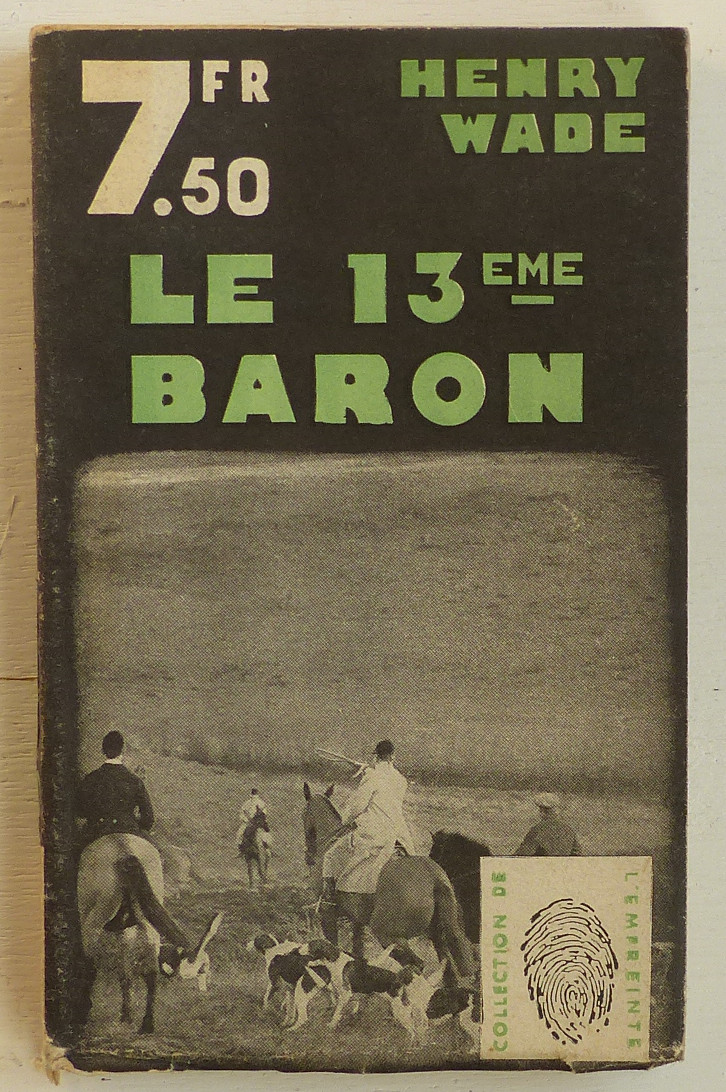 7 FR
.50
HENRY
WADE
LE 13EME
BARON
COLLECTION DE
L'EMPREINTE